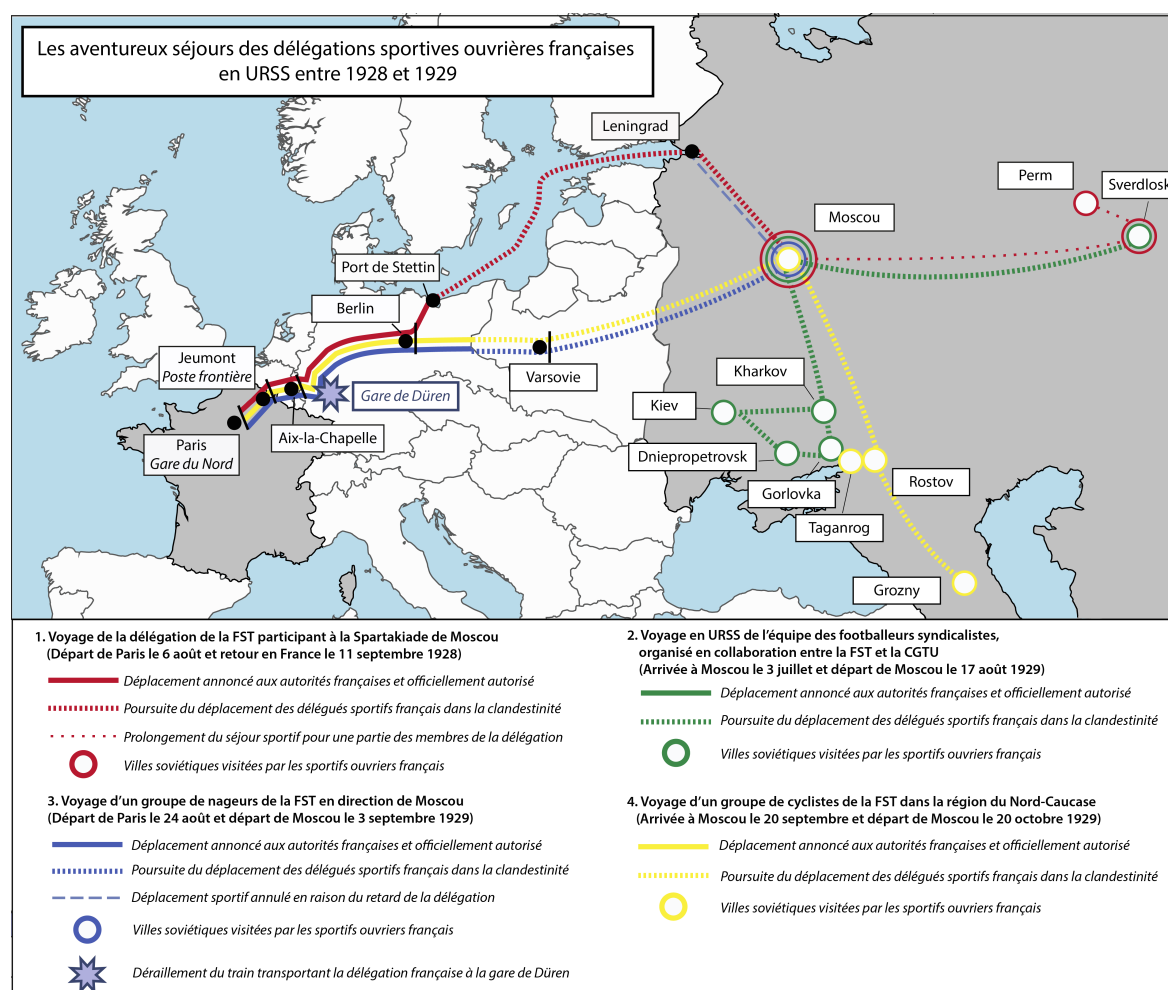 Les aventureux séjours des délégations sportives ouvrières françaises
en URSS entre 1928 et 1929
Leningrad
Perm
Sverdlosk
Moscou
Port de Stettin
Berlin
Jeumont
Poste frontière
Varsovie
Gare de Düren
Kharkov
Kiev
Aix-la-Chapelle
Paris
Gare du Nord
Dniepropetrovsk
Gorlovka
Rostov
Taganrog
Grozny
1. Voyage de la délégation de la FST participant à la Spartakiade de Moscou
(Départ de Paris le 6 août et retour en France le 11 septembre 1928)
Déplacement annoncé aux autorités françaises et officiellement autorisé
Poursuite du déplacement des délégués sportifs français dans la clandestinité
Prolongement du séjour sportif pour une partie des membres de la délégation
Villes soviétiques visitées par les sportifs ouvriers français
2. Voyage en URSS de l'équipe des footballeurs syndicalistes,
organisé en collaboration entre la FST et la CGTU
(Arrivée à Moscou le 3 juillet et départ de Moscou le 17 août 1929)
Déplacement annoncé aux autorités françaises et officiellement autorisé
Poursuite du déplacement des délégués sportifs français dans la clandestinité
Villes soviétiques visitées par les sportifs ouvriers français
3. Voyage d'un groupe de nageurs de la FST en direction de Moscou
(Départ de Paris le 24 août et départ de Moscou le 3 septembre 1929)
Déplacement annoncé aux autorités françaises et officiellement autorisé
Poursuite du déplacement des délégués sportifs français dans la clandestinité
Déplacement sportif annulé en raison du retard de la délégation
Villes soviétiques visitées par les sportifs ouvriers français
Déraillement du train transportant la délégation française à la gare de Düren
4. Voyage d'un groupe de cyclistes de la FST dans la région du Nord-Caucase
(Arrivée à Moscou le 20 septembre et départ de Moscou le 20 octobre 1929)
Déplacement annoncé aux autorités françaises et officiellement autorisé
Poursuite du déplacement des délégués sportifs français dans la clandestinité
Villes soviétiques visitées par les sportifs ouvriers français